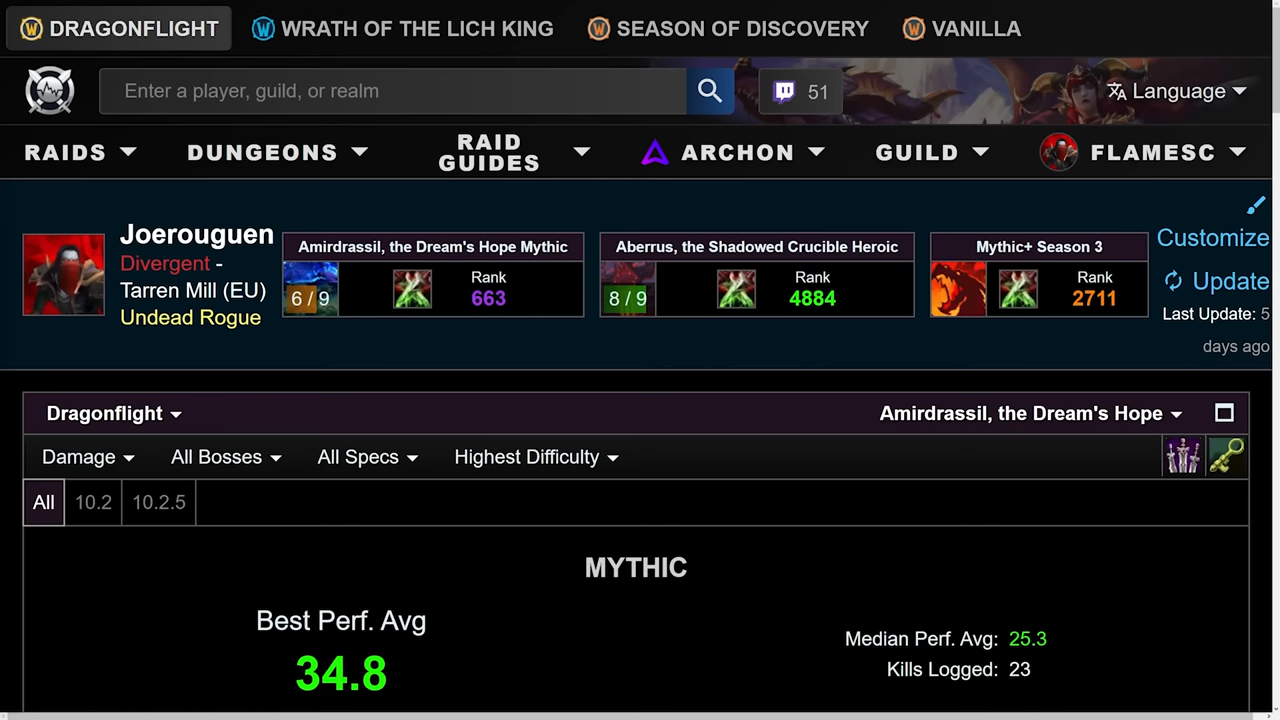 DRAGONFLIGHT WRATH OF THE LICH KING SEASON OF DISCOVERY VANILLA
Enter a player, guild, or realm 51 Language
RAIDS DUNGEONS RAID GUIDES ARCHON GUILD FLAMESC
Joerouguen
Divergent -
Tarren Mill (EU)
Undead Rogue
Amirdrassil, the Dream's Hope Mythic
6 / 9 Rank
663
Aberrus, the Shadowed Crucible Heroic
8 / 9 Rank
4884
Mythic+ Season 3
Rank
2711
Customize
Update
Last Update: 5
days ago
Dragonflight Amirdrassil, the Dream's Hope
Damage All Bosses All Specs Highest Difficulty
All 10.2 10.2.5
MYTHIC
Best Perf. Avg
34.8
Median Perf. Avg: 25.3
Kills Logged: 23